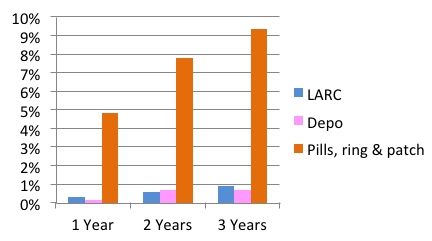 10%
9%
8%
7%
6%
5%
4%
3%
2%
1%
0%
1 Year
2 Years
3 Years
LARC
Depo
Pills, ring & patch